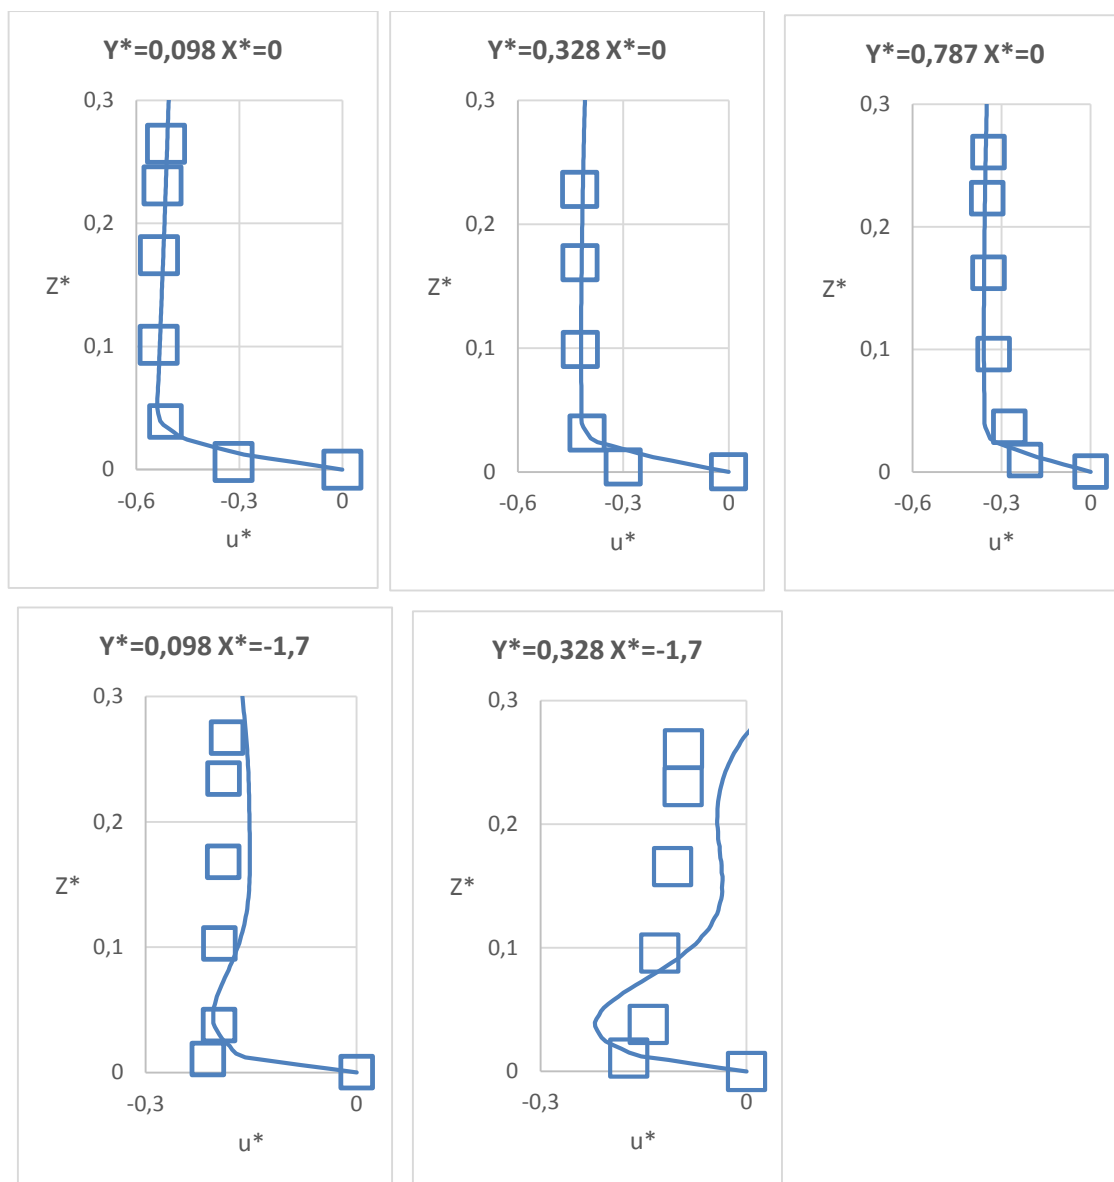 Y*=0,098 X*=0
0,3
0,2
Z*
0,1
0
-0,6 -0,3 0
u*
Y*=0,328 X*=0
0,3
0,2
Z*
0,1
0
-0,6 -0,3 0
u*
Y*=0,787 X*=0
0,3
0,2
Z*
0,1
0
-0,6 -0,3 0
u*
Y*=0,098 X*=-1,7
0,3
0,2
Z*
0,1
0
-0,3 0
u*
Y*=0,328 X*=-1,7
0,3
0,2
Z*
0,1
0
-0,3 0
u*